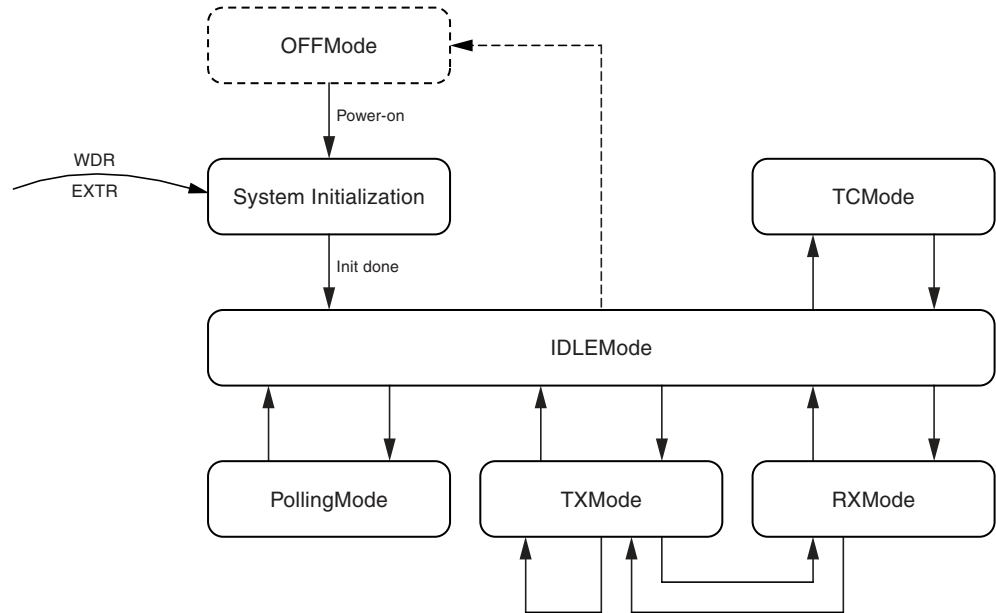 OFFMode
Power-on
WDR
EXTR
System Initialization
TCMode
Init done
IDLEMode
PollingMode
TXMode
RXMode